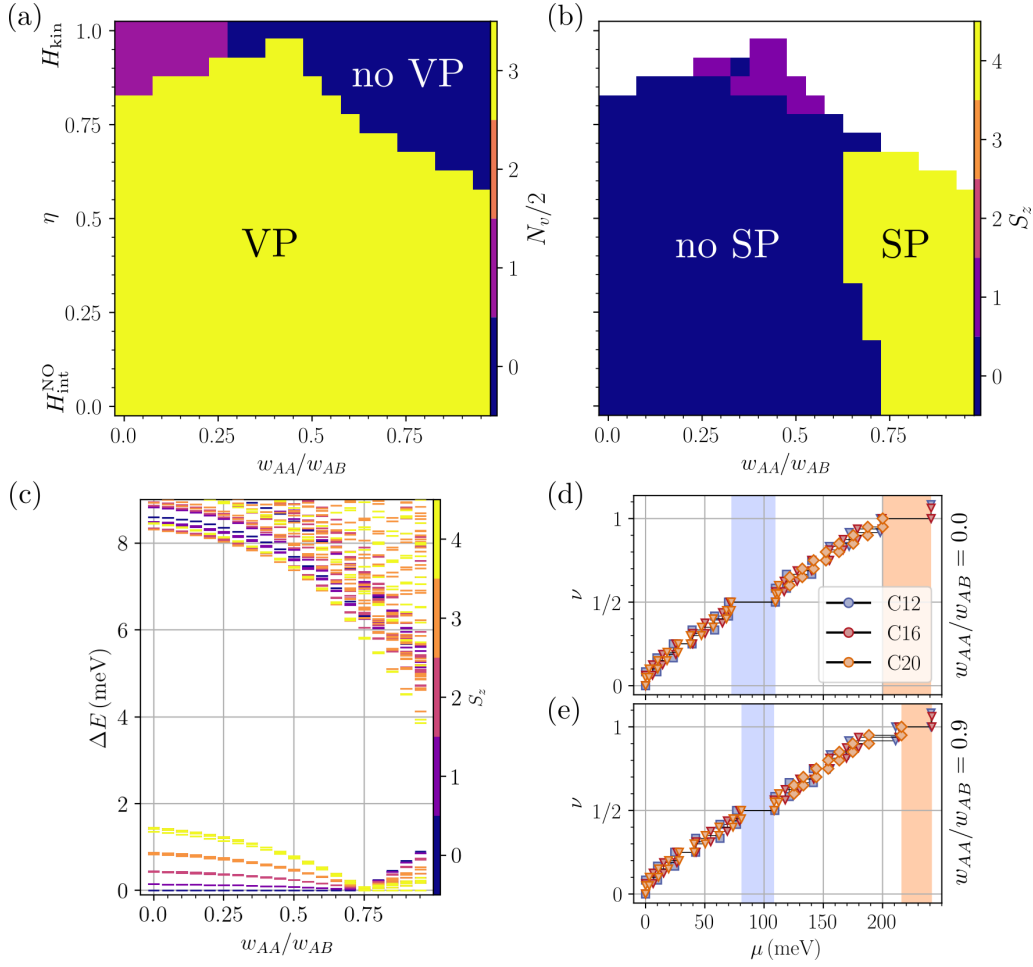 (a)
H_kin
1.0
0.75
η
0.5
0.25
H_int^NO
0.0
no VP
VP
0.0 0.25 0.5 0.75
w_AA/w_AB
3
2
1
0
N_v/2
(b)
no SP
SP
0.0 0.25 0.5 0.75
w_AA/w_AB
4
3
2
1
0
S_z
(c)
8
6
4
2
0
ΔE (meV)
0.0 0.25 0.5 0.75
w_AA/w_AB
4
3
2
1
0
S_z
(d)
1
1/2
0
ν
C12
C16
C20
w_AA/w_AB = 0.0
(e)
1
1/2
0
ν
w_AA/w_AB = 0.9
0 50 100 150 200
μ (meV)